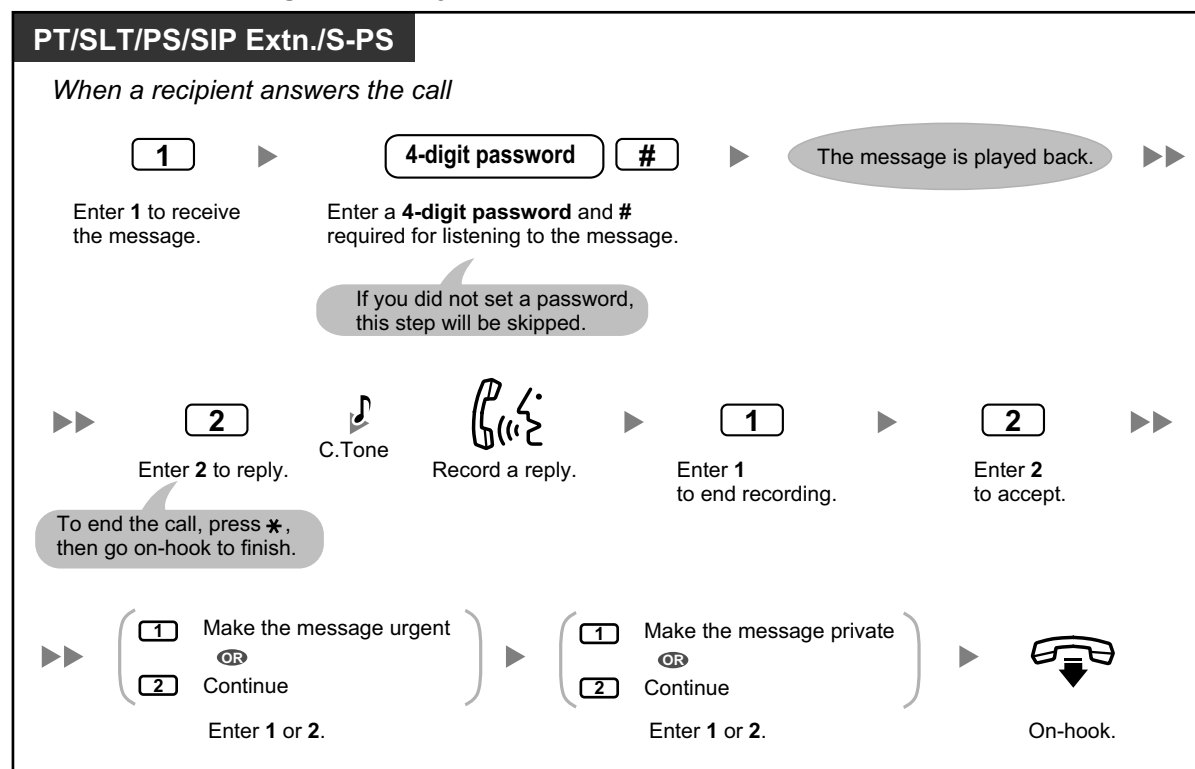 PT/SLT/PS/SIP Extn./S-PS
When a recipient answers the call
1
4-digit password #
The message is played back.
Enter 1 to receive
the message.
Enter a 4-digit password and #
required for listening to the message.
If you did not set a password,
this step will be skipped.
2
C.Tone
1
2
Enter 2 to reply.
Record a reply.
Enter 1
to end recording.
Enter 2
to accept.
To end the call, press *,
then go on-hook to finish.
1 Make the message urgent
OR
2 Continue
Enter 1 or 2.
1 Make the message private
OR
2 Continue
Enter 1 or 2.
On-hook.